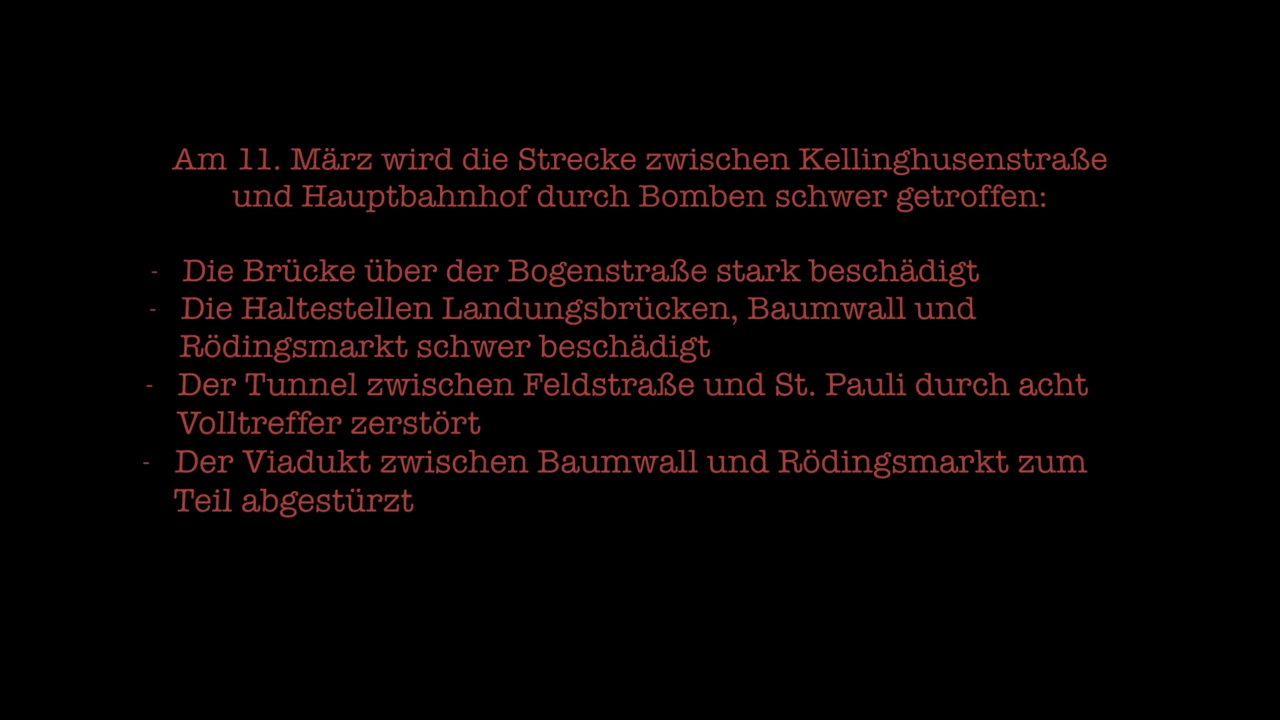 Am 11. März wird die Strecke zwischen Kellinghusenstraße
und Hauptbahnhof durch Bomben schwer getroffen:
- Die Brücke über der Bogenstraße stark beschädigt
- Die Haltestellen Landungsbrücken, Baumwall und
Rödingsmarkt schwer beschädigt
- Der Tunnel zwischen Feldstraße und St. Pauli durch acht
Volltreffer zerstört
- Der Viadukt zwischen Baumwall und Rödingsmarkt zum
Teil abgestürzt